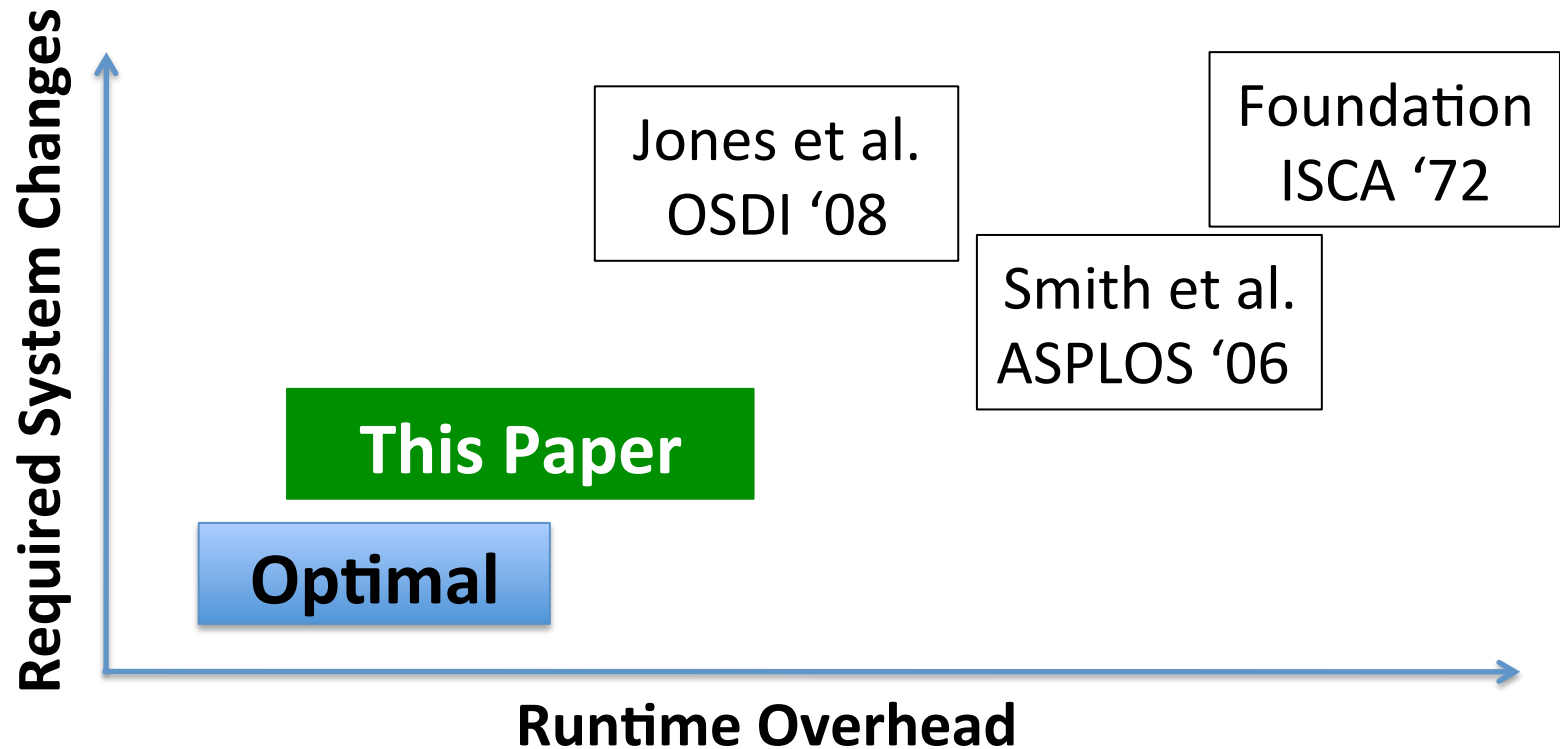 Required System Changes
Foundation
ISCA ‘72
Jones et al.
OSDI ‘08
Smith et al.
ASPLOS ‘06
This Paper
Optimal
Runtime Overhead